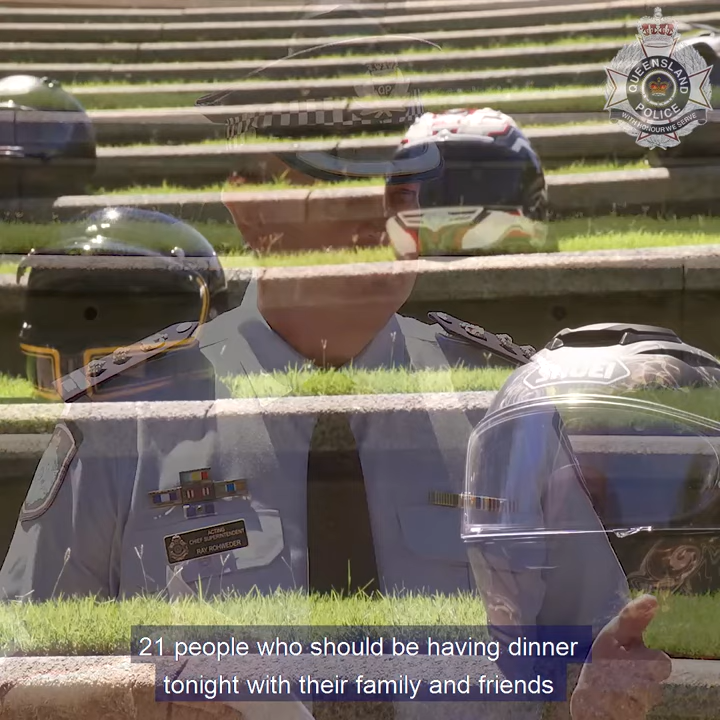 QUEENSLAND
POLICE
WITH HONOUR WE SERVE
QP
SHOEI
ACTING
CHIEF SUPERINTENDENT
RAY ROHWEDER
21 people who should be having dinner
tonight with their family and friends